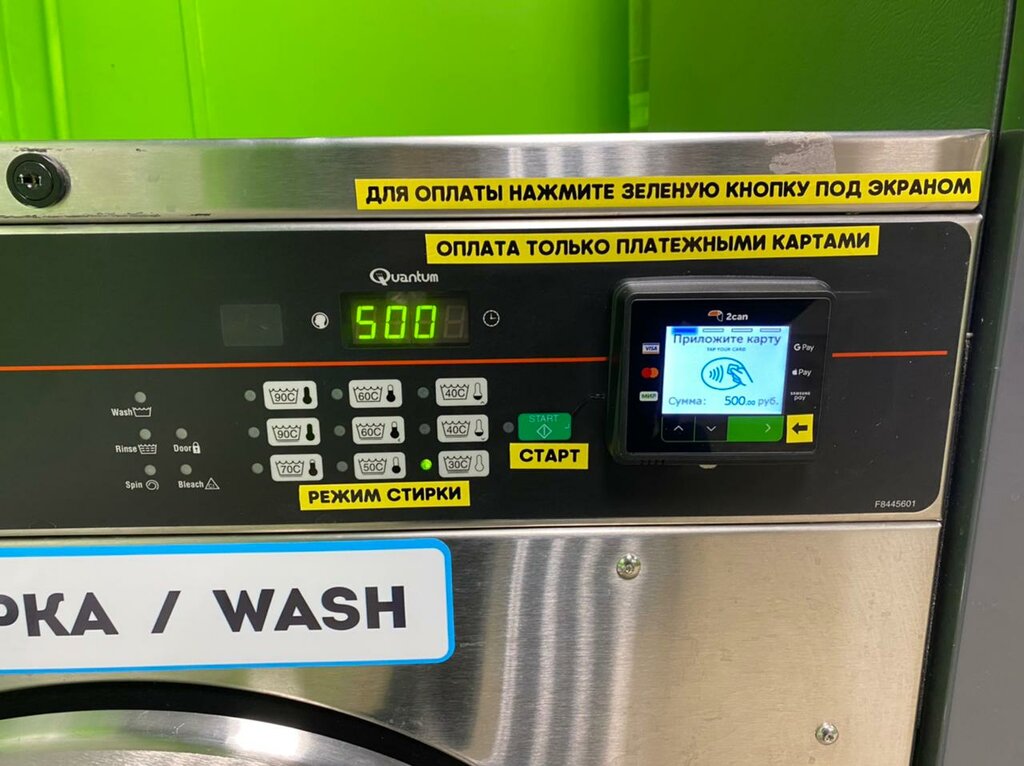 ДЛЯ ОПЛАТЫ НАЖМИТЕ ЗЕЛЕНУЮ КНОПКУ ПОД ЭКРАНОМ
ОПЛАТА ТОЛЬКО ПЛАТЕЖНЫМИ КАРТАМИ
Quantum
500
2can
Приложите карту
TAP YOUR CARD
Сумма: 500.00 руб.
VISA
МИР
G Pay
Pay
SAMSUNG pay
Wash
Rinse
Door
Spin
Bleach
90C 60C 40C
90C 60C 40C
70C 50C 30C
START
СТАРТ
РЕЖИМ СТИРКИ
F8445601
РКА / WASH